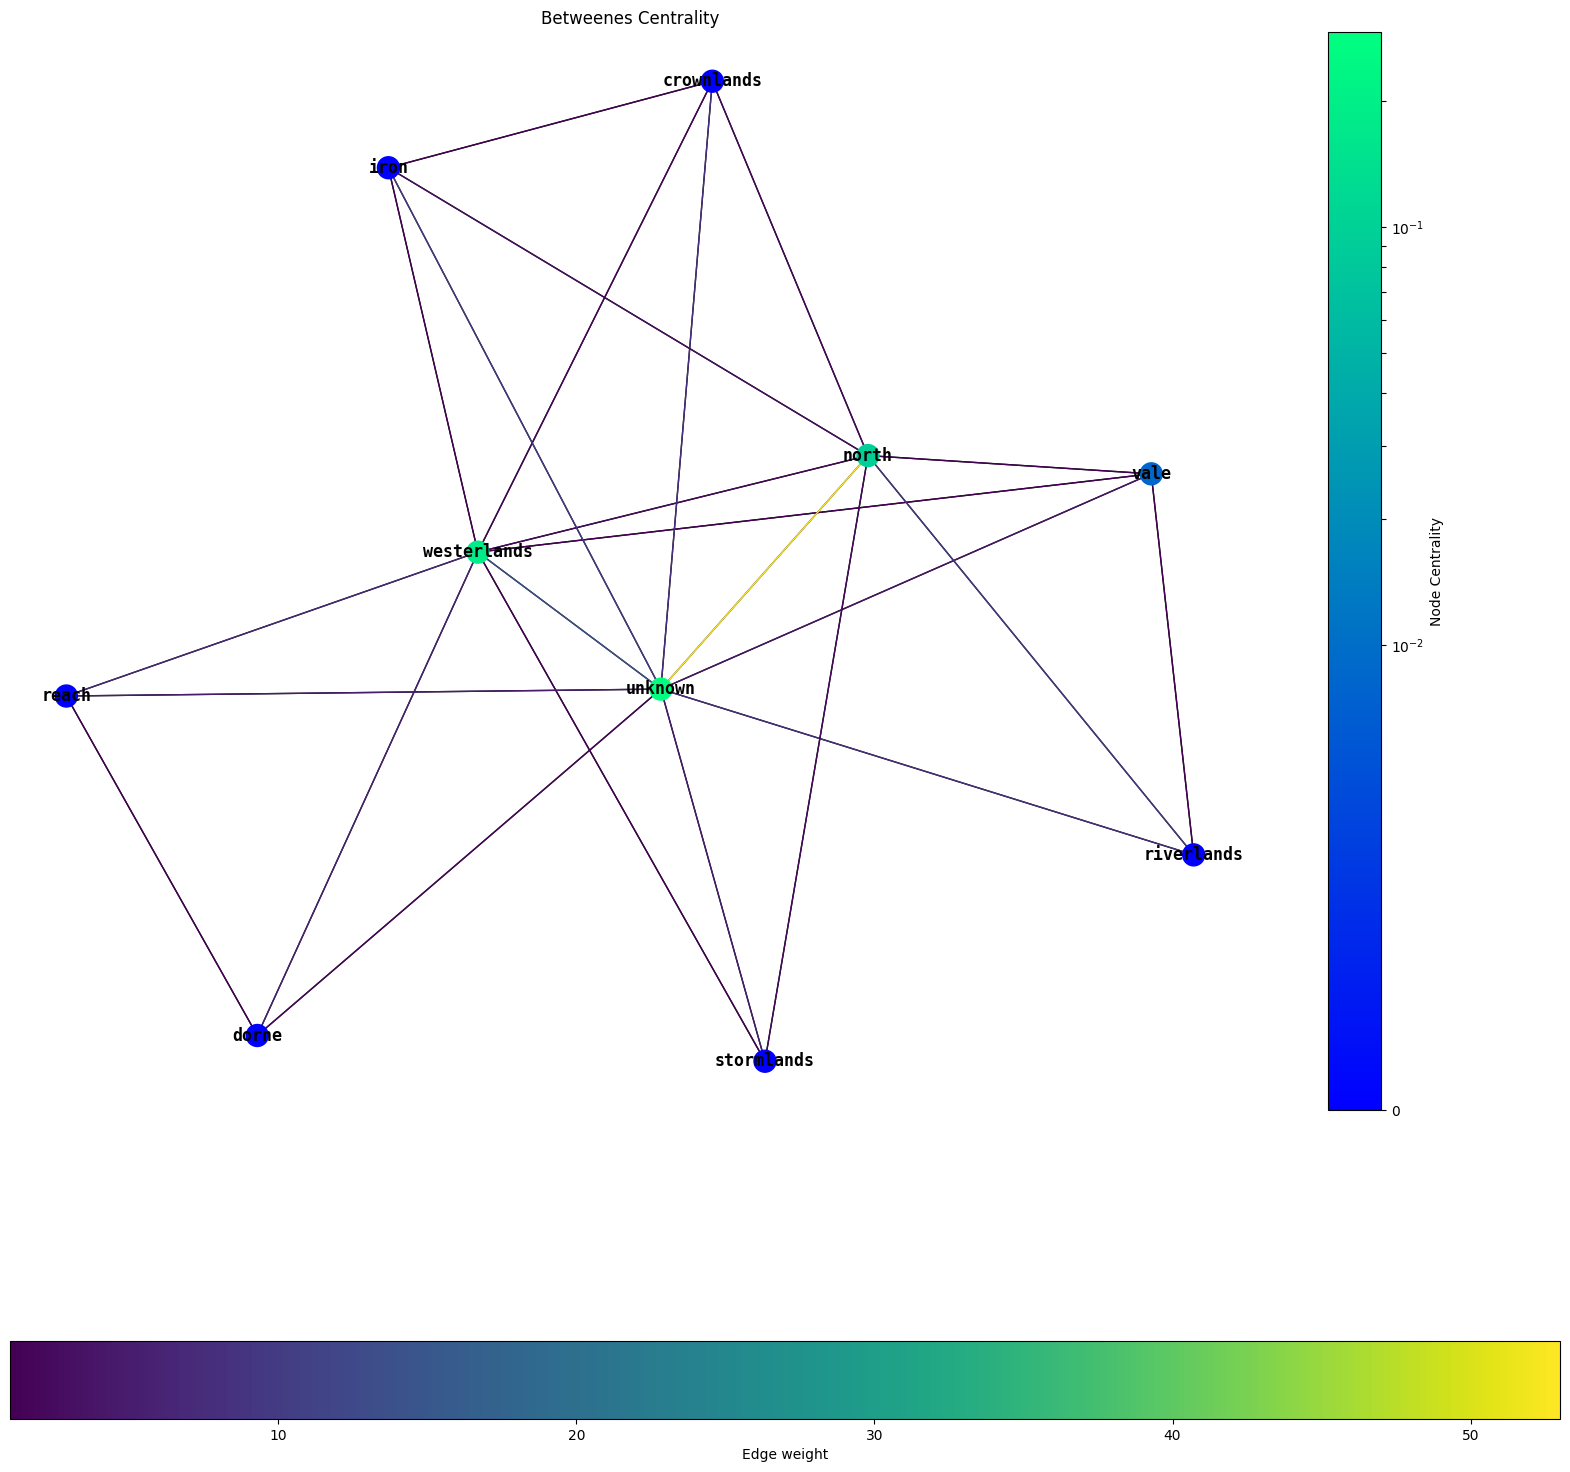 Betweenes Centrality
crownlands
iron
north
vale
westerlands
unknown
reach
riverlands
dorne
stormlands
10⁻¹
10⁻²
0
Node Centrality
10 20 30 40 50
Edge weight